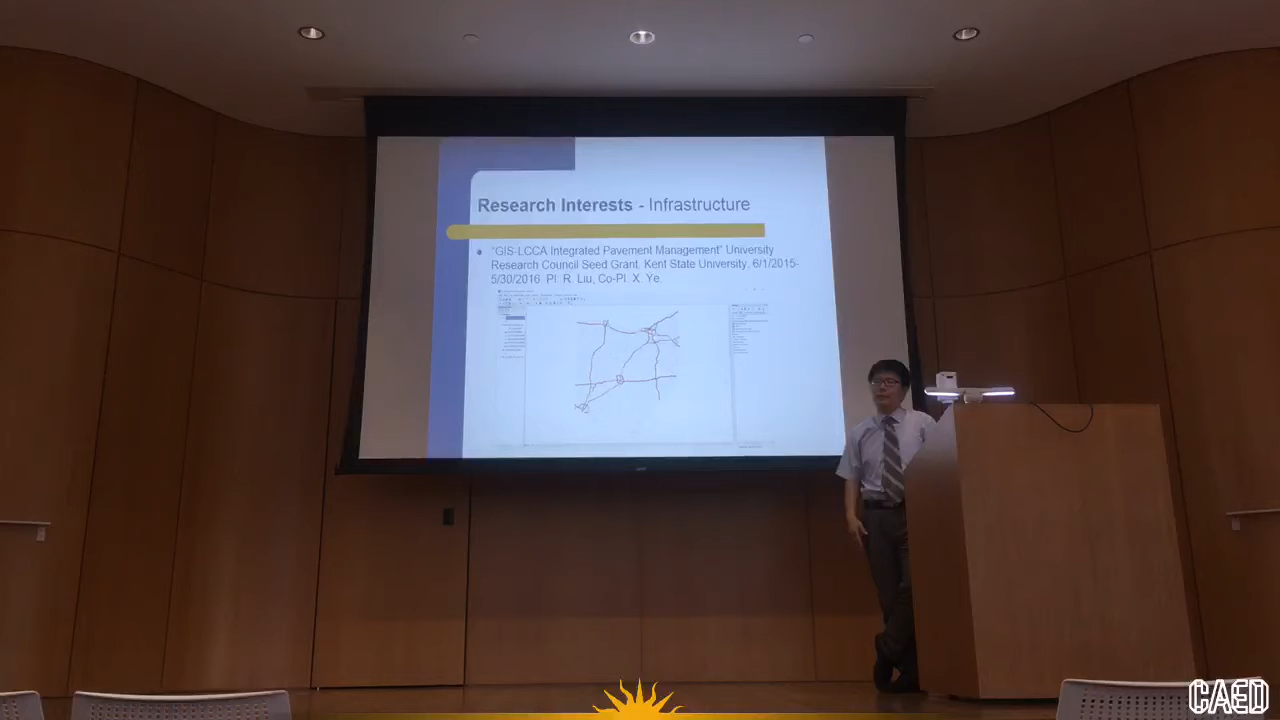 Research Interests - Infrastructure
"GIS-LCCA Integrated Pavement Management" University
Research Council Seed Grant, Kent State University, 6/1/2015-
5/30/2016. PI. R. Liu, Co-PI. X. Ye.
CAED